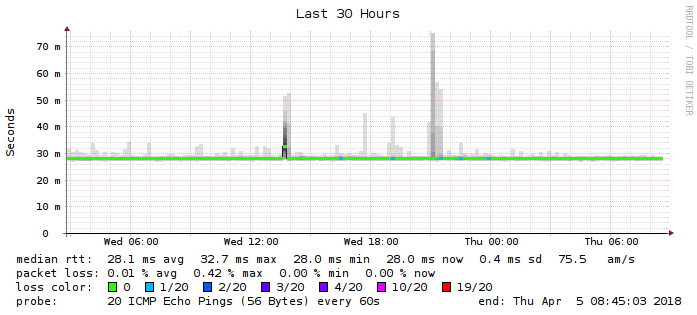 Last 30 Hours
RRDTOOL / TOBI OETIKER
Seconds
70 m
60 m
50 m
40 m
30 m
20 m
10 m
0
Wed 06:00 Wed 12:00 Wed 18:00 Thu 00:00 Thu 06:00
median rtt: 28.1 ms avg 32.7 ms max 28.0 ms min 28.0 ms now 0.4 ms sd 75.5 am/s
packet loss: 0.01 % avg 0.42 % max 0.00 % min 0.00 % now
loss color: 0 1/20 2/20 3/20 4/20 10/20 19/20
probe: 20 ICMP Echo Pings (56 Bytes) every 60s end: Thu Apr 5 08:45:03 2018